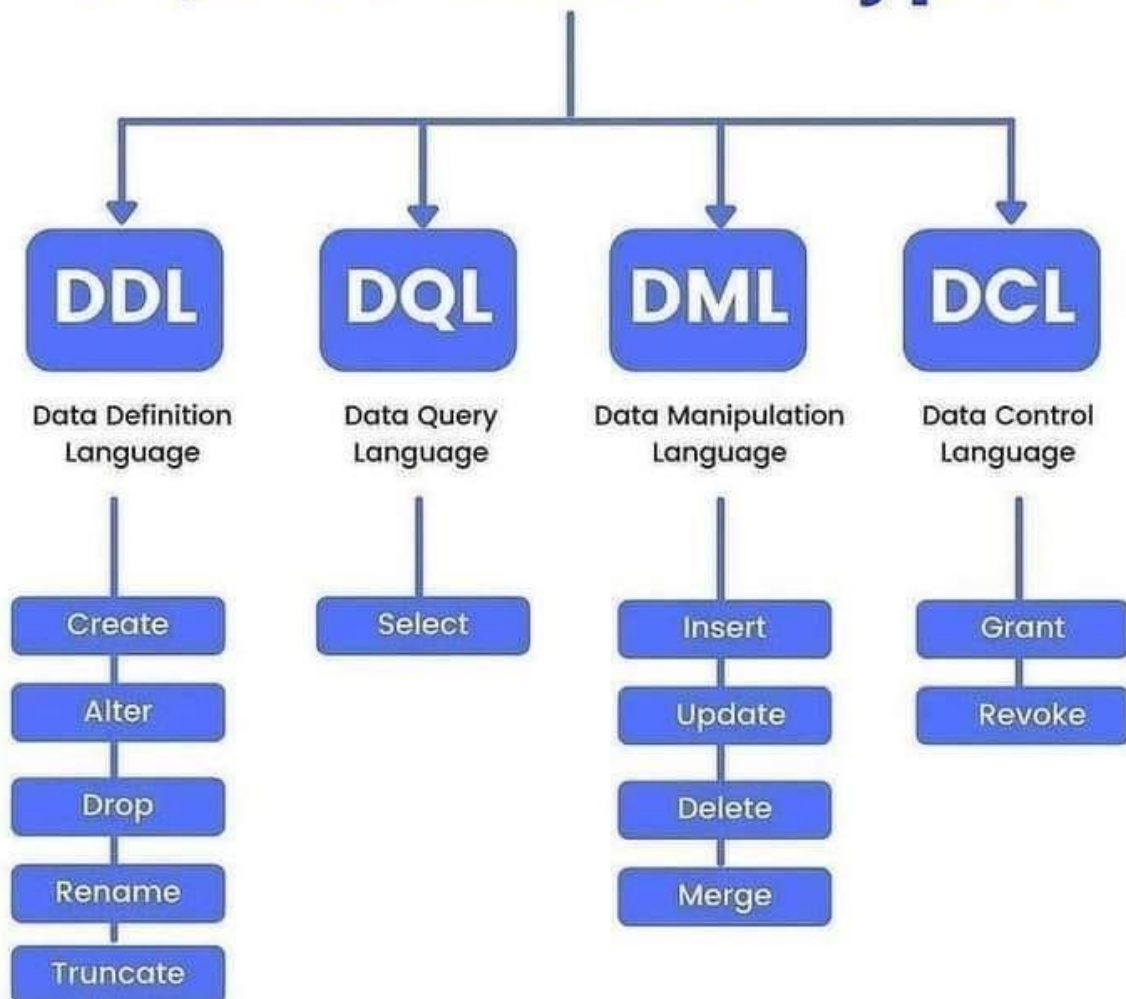 DDL
DQL
DML
DCL
Data Definition
Language
Data Query
Language
Data Manipulation
Language
Data Control
Language
Create
Alter
Drop
Rename
Truncate
Select
Insert
Update
Delete
Merge
Grant
Revoke